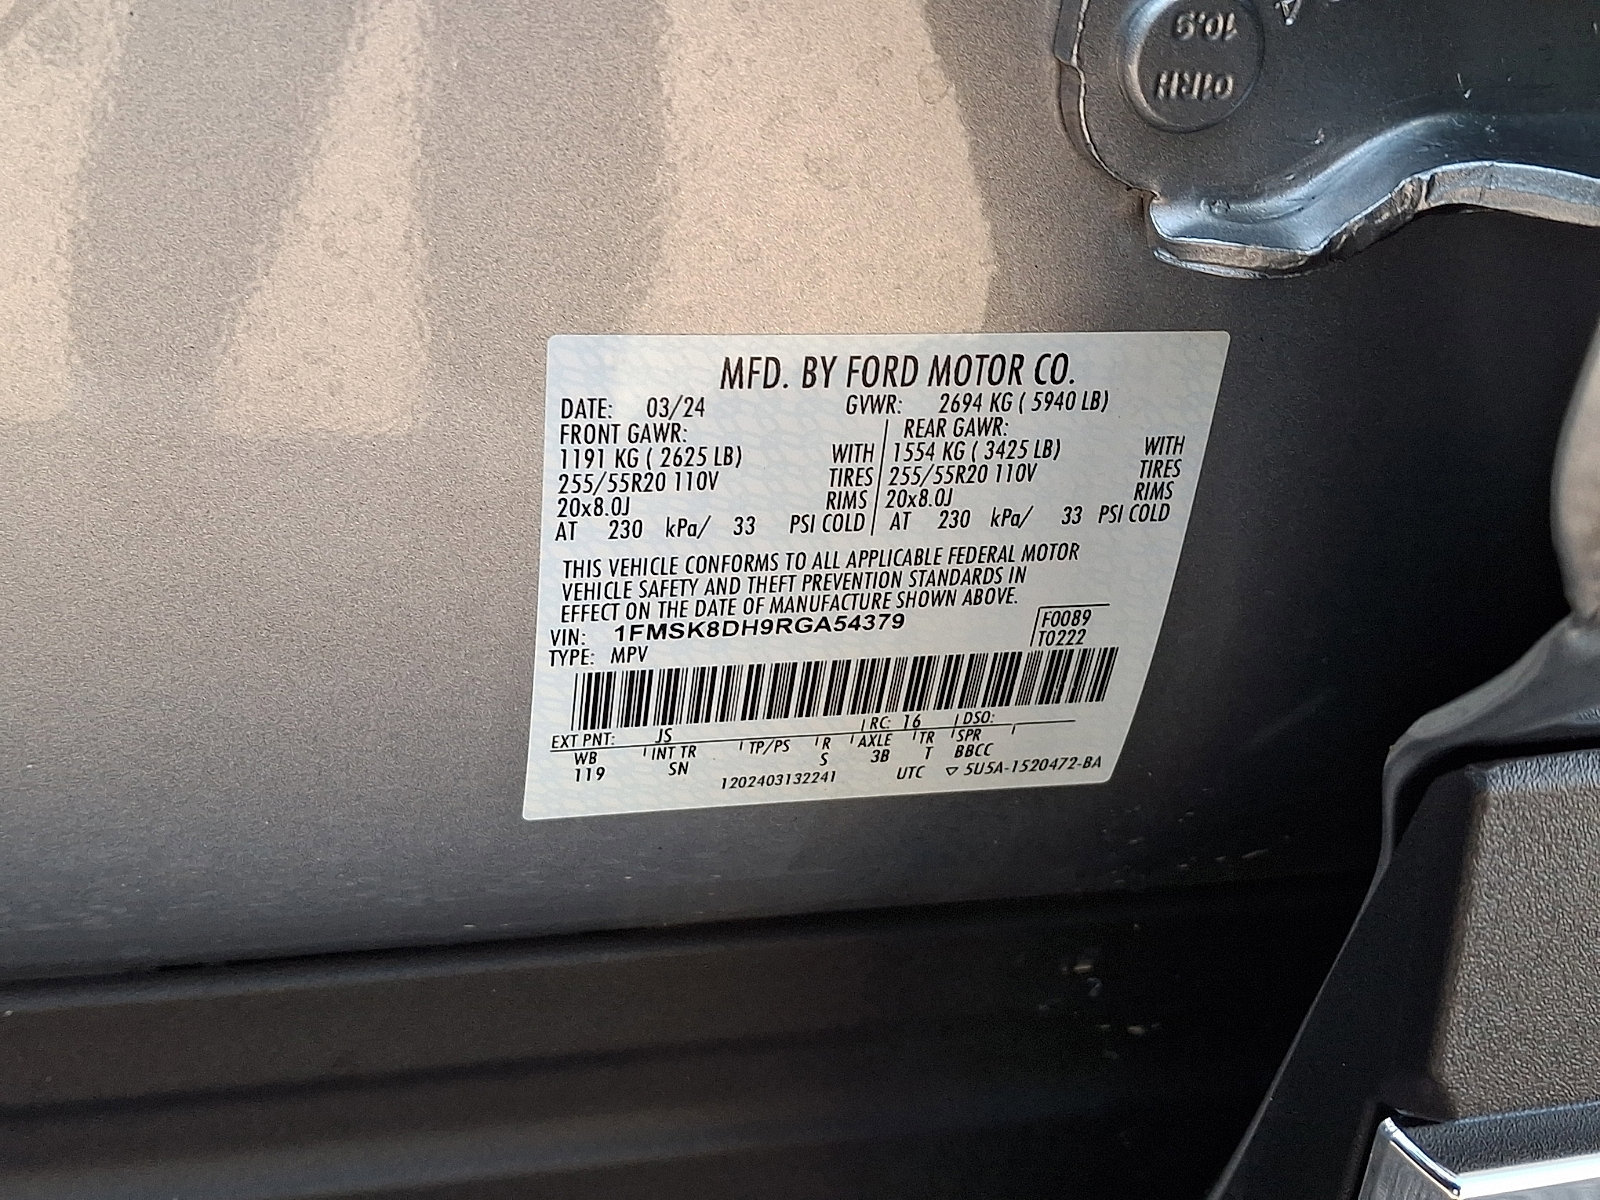 10.9
01RH
MFD. BY FORD MOTOR CO.
DATE: 03/24 GVWR: 2694 KG ( 5940 LB)
FRONT GAWR: REAR GAWR:
1191 KG ( 2625 LB) WITH 1554 KG ( 3425 LB) WITH
255/55R20 110V TIRES 255/55R20 110V TIRES
20x8.0J RIMS 20x8.0J RIMS
AT 230 kPa/ 33 PSI COLD AT 230 kPa/ 33 PSI COLD
THIS VEHICLE CONFORMS TO ALL APPLICABLE FEDERAL MOTOR
VEHICLE SAFETY AND THEFT PREVENTION STANDARDS IN
EFFECT ON THE DATE OF MANUFACTURE SHOWN ABOVE.
VIN: 1FMSK8DH9RGA54379 F0089
TYPE: MPV T0222
EXT PNT: JS RC: 16 DSO:
WB INT TR TP/PS R AXLE TR SPR
119 SN S 3B T BBCC
1202403132241 UTC ▽ 5U5A-1520472-BA